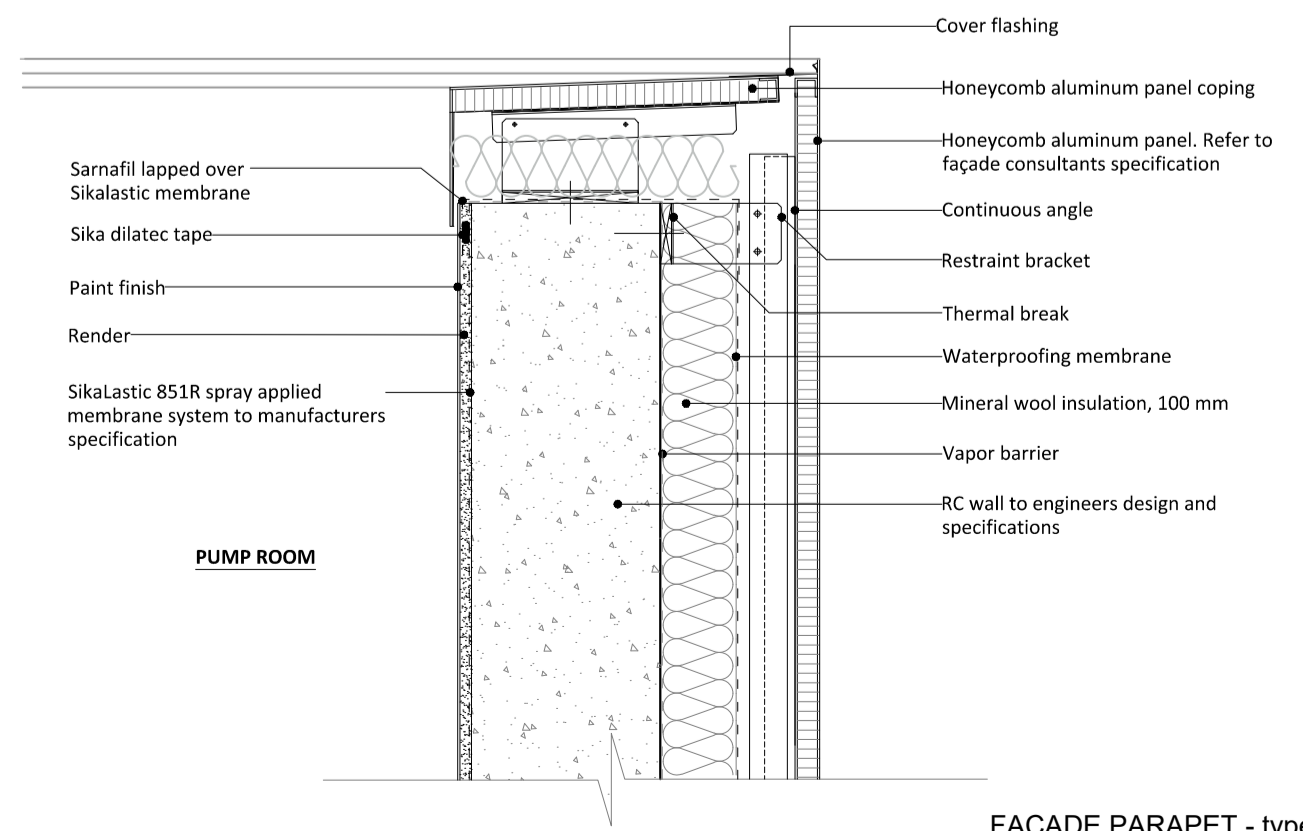 Cover flashing
Honeycomb aluminum panel coping
Honeycomb aluminum panel. Refer to
façade consultants specification
Continuous angle
Restraint bracket
Thermal break
Waterproofing membrane
Mineral wool insulation, 100 mm
Vapor barrier
RC wall to engineers design and
specifications
Sarnafil lapped over
Sikalastic membrane
Sika dilatec tape
Paint finish
Render
SikaLastic 851R spray applied
membrane system to manufacturers
specification
PUMP ROOM
FACADE PARAPET - type